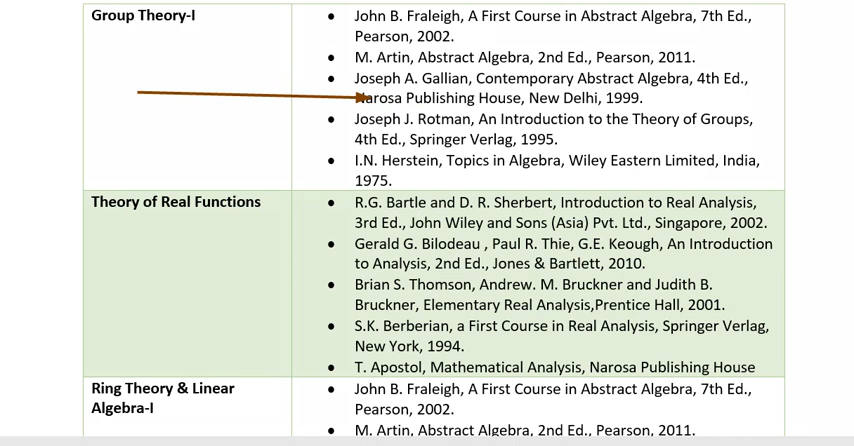 Group Theory-I
• John B. Fraleigh, A First Course in Abstract Algebra, 7th Ed.,
Pearson, 2002.
• M. Artin, Abstract Algebra, 2nd Ed., Pearson, 2011.
• Joseph A. Gallian, Contemporary Abstract Algebra, 4th Ed.,
Narosa Publishing House, New Delhi, 1999.
• Joseph J. Rotman, An Introduction to the Theory of Groups,
4th Ed., Springer Verlag, 1995.
• I.N. Herstein, Topics in Algebra, Wiley Eastern Limited, India,
1975.
Theory of Real Functions
• R.G. Bartle and D. R. Sherbert, Introduction to Real Analysis,
3rd Ed., John Wiley and Sons (Asia) Pvt. Ltd., Singapore, 2002.
• Gerald G. Bilodeau , Paul R. Thie, G.E. Keough, An Introduction
to Analysis, 2nd Ed., Jones & Bartlett, 2010.
• Brian S. Thomson, Andrew. M. Bruckner and Judith B.
Bruckner, Elementary Real Analysis,Prentice Hall, 2001.
• S.K. Berberian, a First Course in Real Analysis, Springer Verlag,
New York, 1994.
• T. Apostol, Mathematical Analysis, Narosa Publishing House
Ring Theory & Linear
Algebra-I
• John B. Fraleigh, A First Course in Abstract Algebra, 7th Ed.,
Pearson, 2002.
• M. Artin, Abstract Algebra, 2nd Ed., Pearson, 2011.